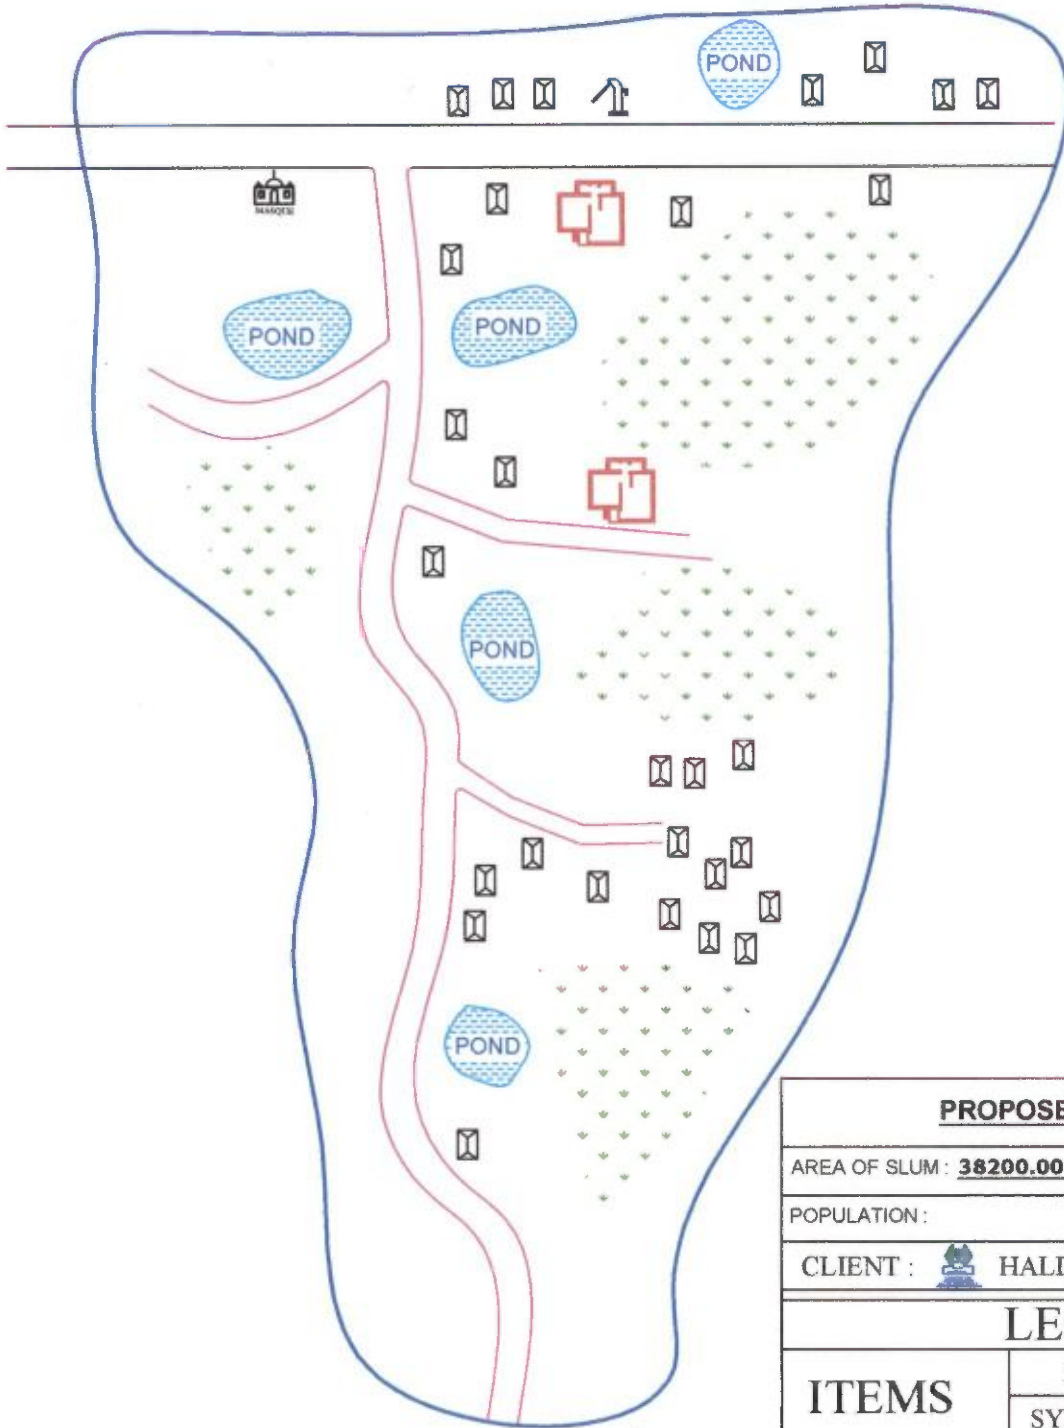 POND
MASQUE
POND
POND
POND
POND
PROPOSE
AREA OF SLUM : 38200.00
POPULATION :
CLIENT : HALI
LE
ITEMS
SY